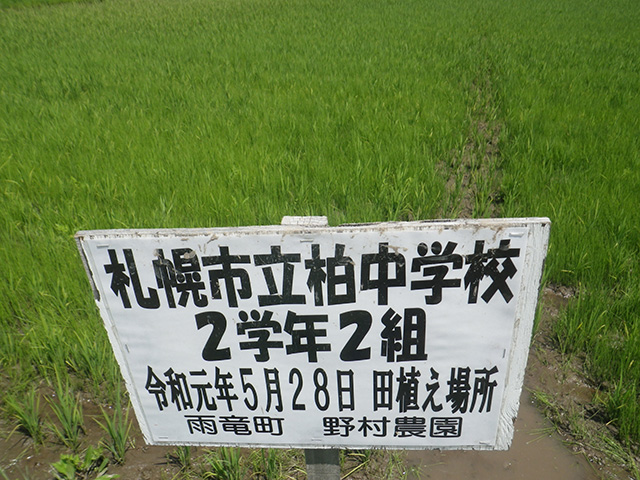 札幌市立柏中学校
2学年2組
令和元年5月28日 田植え場所
雨竜町 野村農園